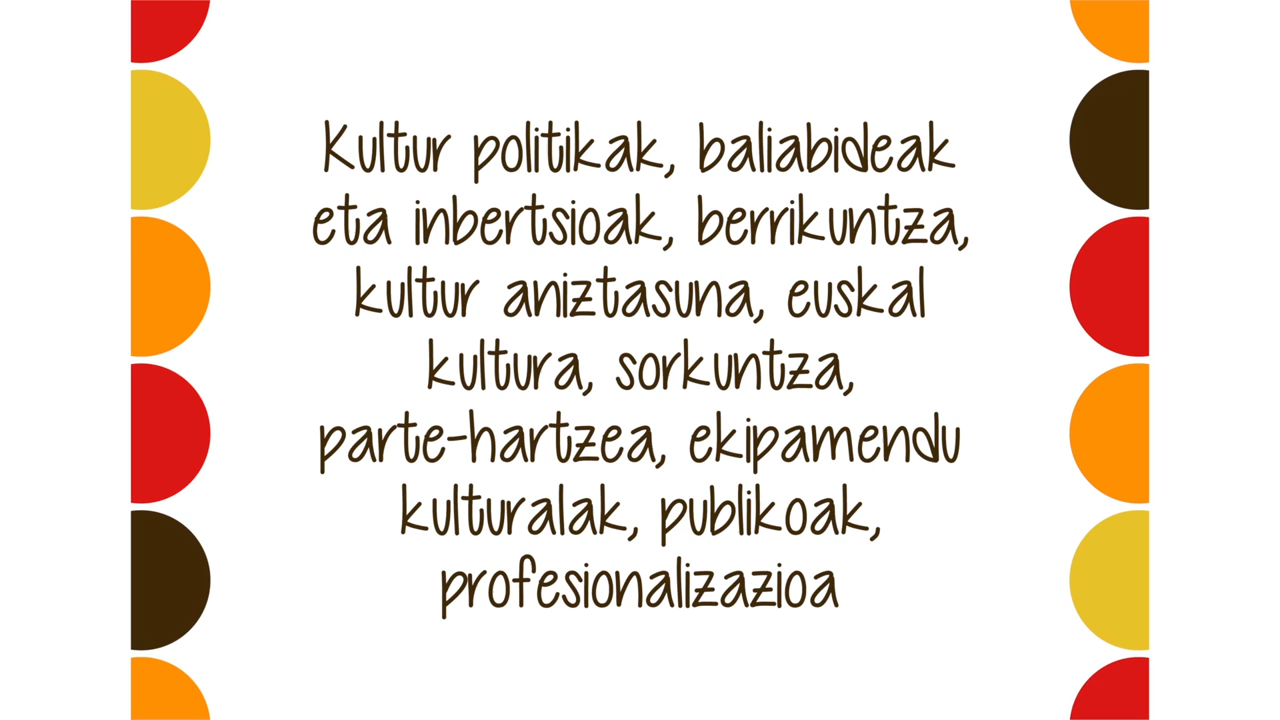 Kultur politikak, baliabideak
eta inbertsioak, berrikuntza,
kultur aniztasuna, euskal
kultura, sorkuntza,
parte-hartzea, ekipamendu
kulturalak, publikoak,
profesionalizazioa